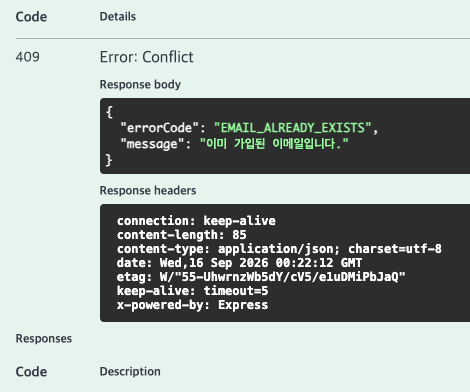 Code Details
409 Error: Conflict
Response body
{
"errorCode": "EMAIL_ALREADY_EXISTS",
"message": "이미 가입된 이메일입니다."
}
Response headers
connection: keep-alive
content-length: 85
content-type: application/json; charset=utf-8
date: Wed,16 Sep 2026 00:22:12 GMT
etag: W/"55-UhwrnzWb5dY/cV5/e1uDMiPbJaQ"
keep-alive: timeout=5
x-powered-by: Express
Responses
Code Description